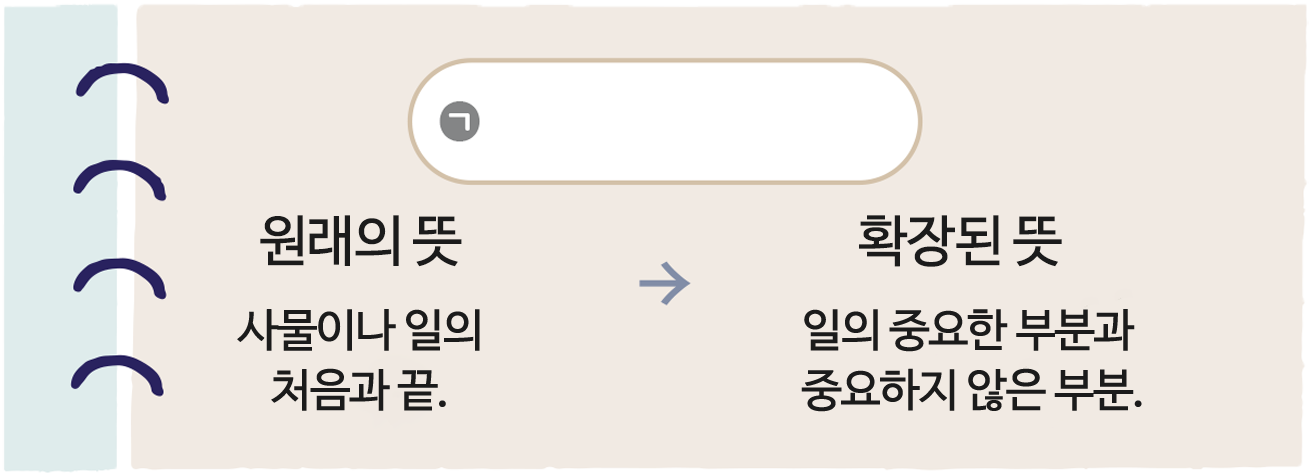 ㄱ
원래의 뜻
확장된 뜻
사물이나 일의
처음과 끝.
→
일의 중요한 부분과
중요하지 않은 부분.